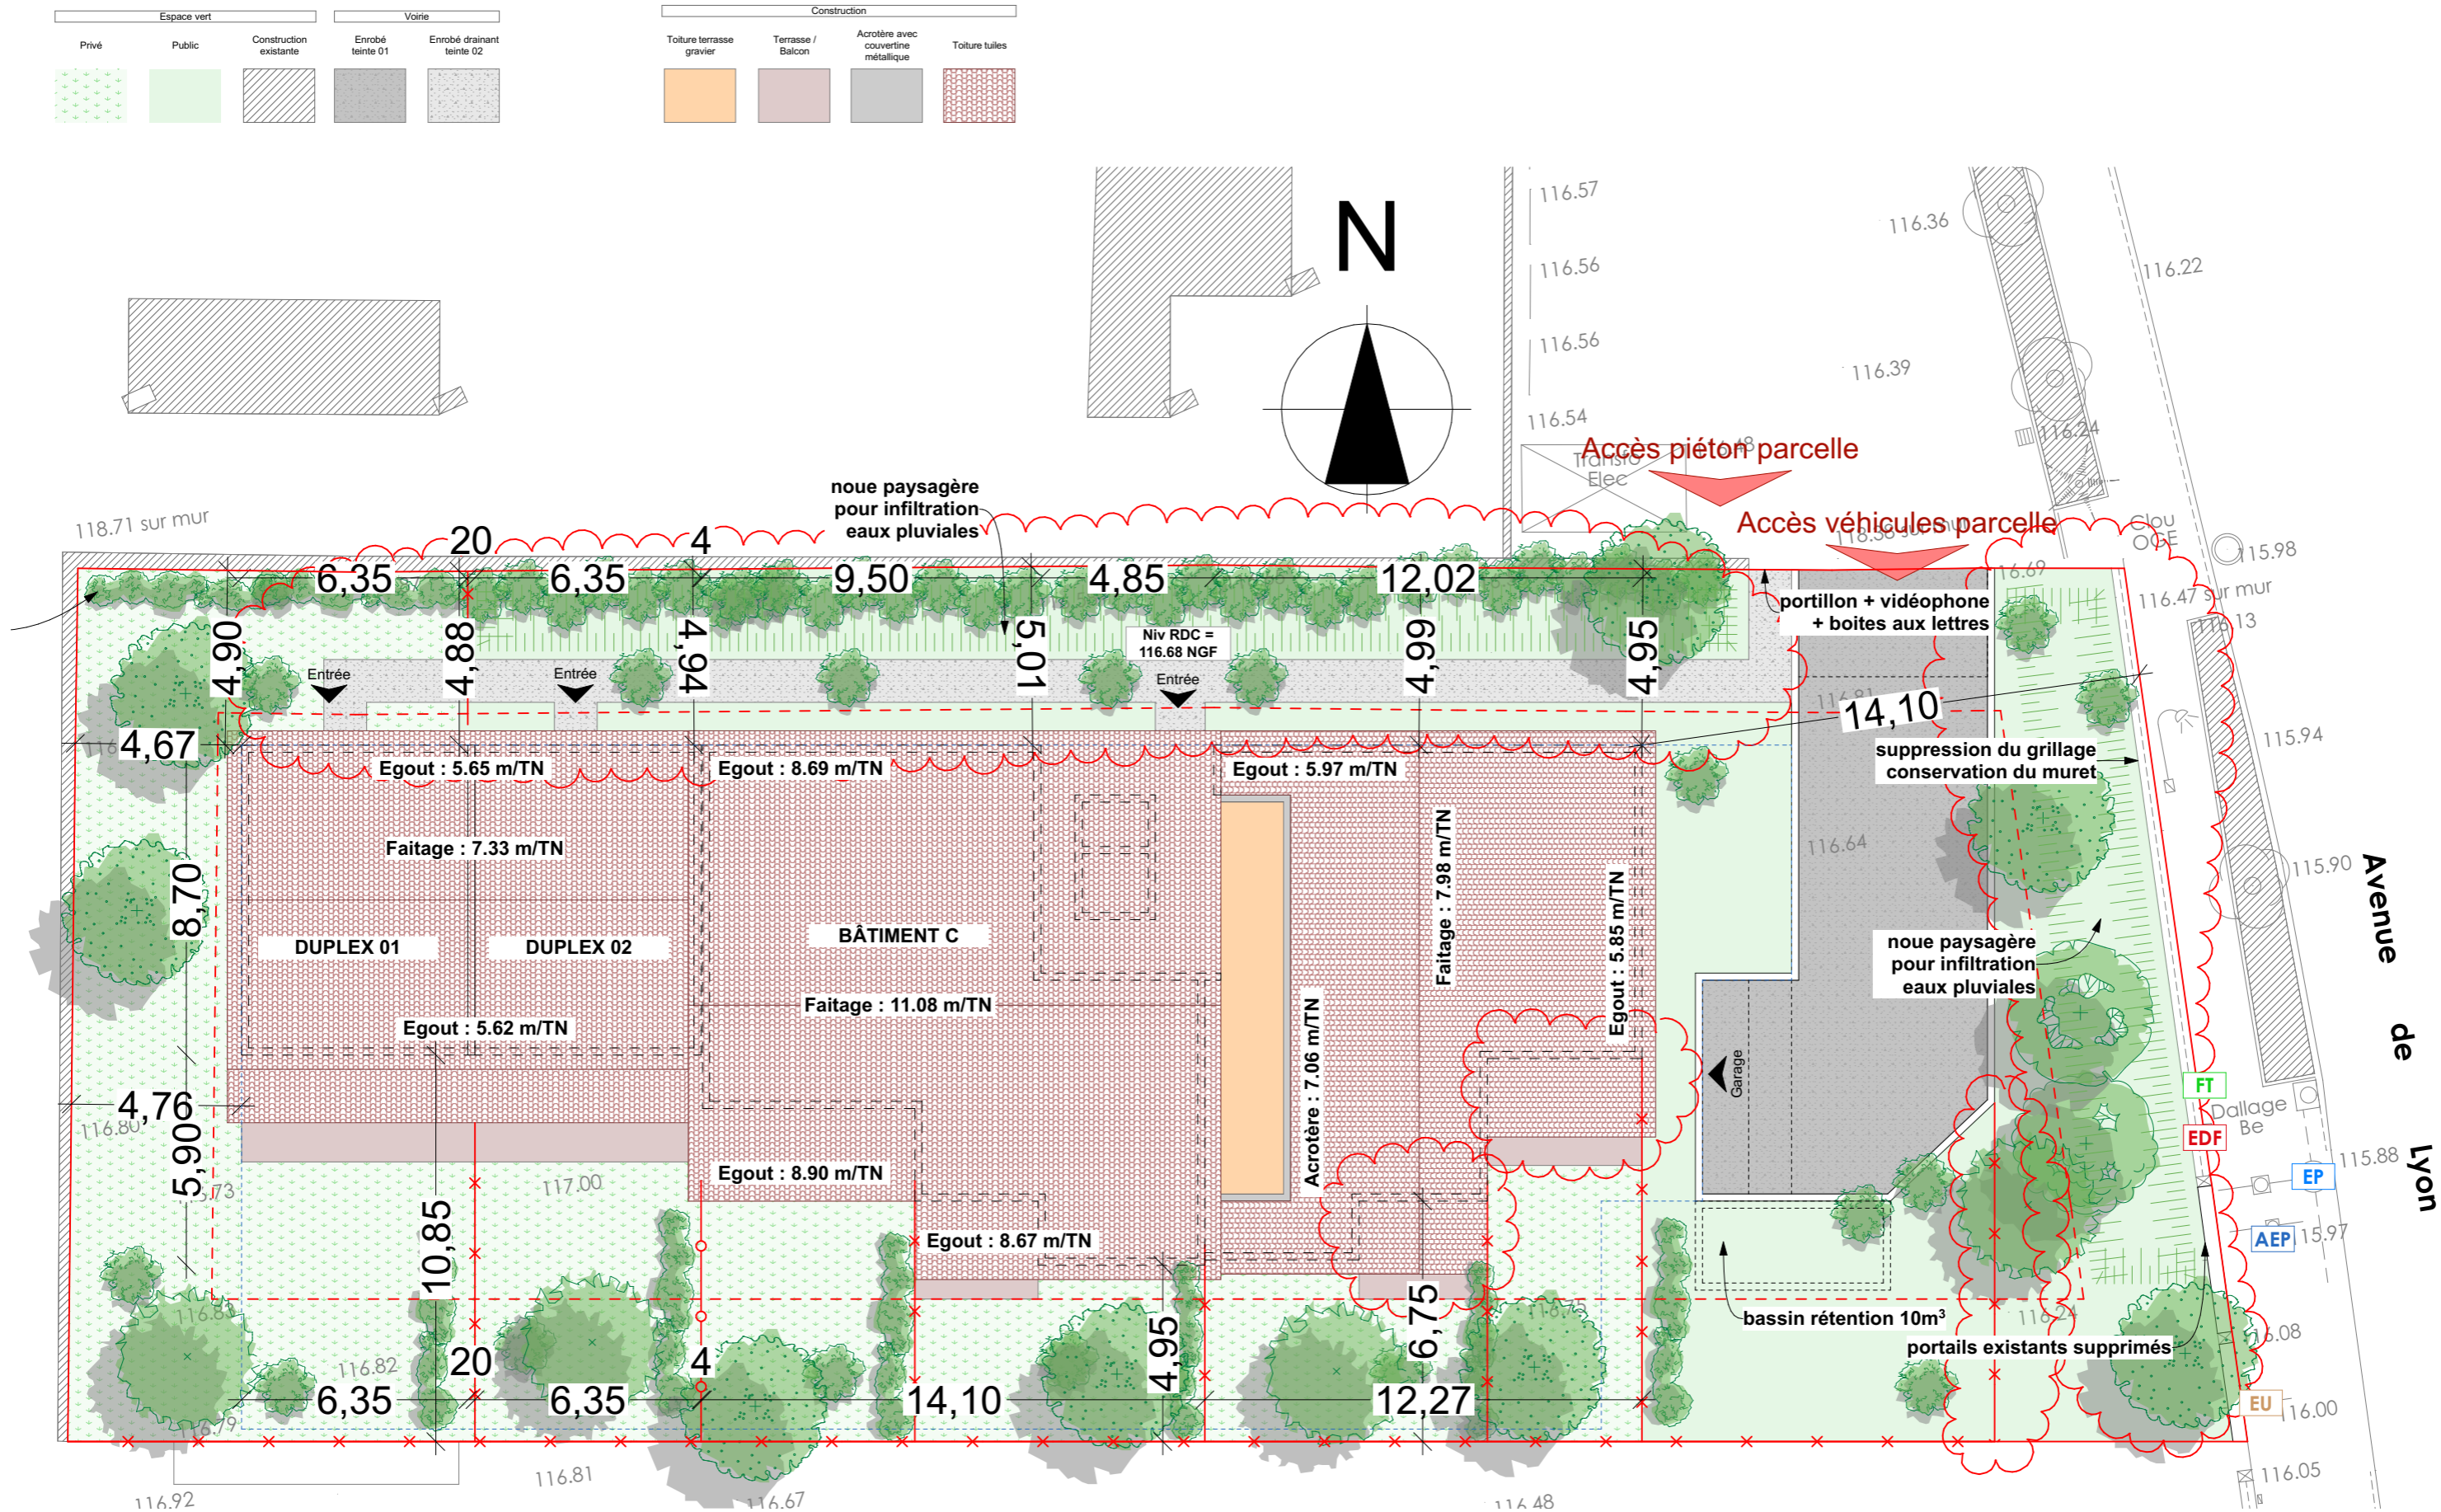 Espace vert
Voirie
Construction
Privé
Public
Construction
existante
Enrobé
teinte 01
Enrobé drainant
teinte 02
Toiture terrasse
gravier
Terrasse /
Balcon
Acrotère avec
couvertine
métallique
Toiture tuiles
116.57
116.56
116.56
116.54
116.36
116.22
116.39
116.24
N
Accès piéton parcelle
Transfo
Elec
Accès véhicules parcelle
118.71 sur mur
noue paysagère
pour infiltration
eaux pluviales
Clou
OGE
115.98
116.47 sur mur
116.13
20
4
6,35
6,35
9,50
4,85
12,02
portillon + vidéophone
+ boites aux lettres
4,90
4,88
4,94
5,01
4,99
4,95
Niv RDC =
116.68 NGF
Entrée
Entrée
Entrée
14,10
115.94
4,67
suppression du grillage
conservation du muret
Egout : 5.65 m/TN
Egout : 8.69 m/TN
Egout : 5.97 m/TN
Faitage : 7.33 m/TN
Faitage : 7.98 m/TN
116.64
115.90
8,70
Egout : 5.85 m/TN
DUPLEX 01
DUPLEX 02
BÂTIMENT C
noue paysagère
pour infiltration
eaux pluviales
Avenue
de
Lyon
Faitage : 11.08 m/TN
Egout : 5.62 m/TN
Acrotère : 7.06 m/TN
Garage
FT
Dallage
Be
EDF
4,76
116.80
5,90
115.88
EP
Egout : 8.90 m/TN
117.00
10,85
Egout : 8.67 m/TN
AEP
6,75
4,95
bassin rétention 10m³
116.24
portails existants supprimés
116.82
20
4
6,35
6,35
14,10
12,27
EU
116.00
116.05
116.81
116.92
116.67
116.48